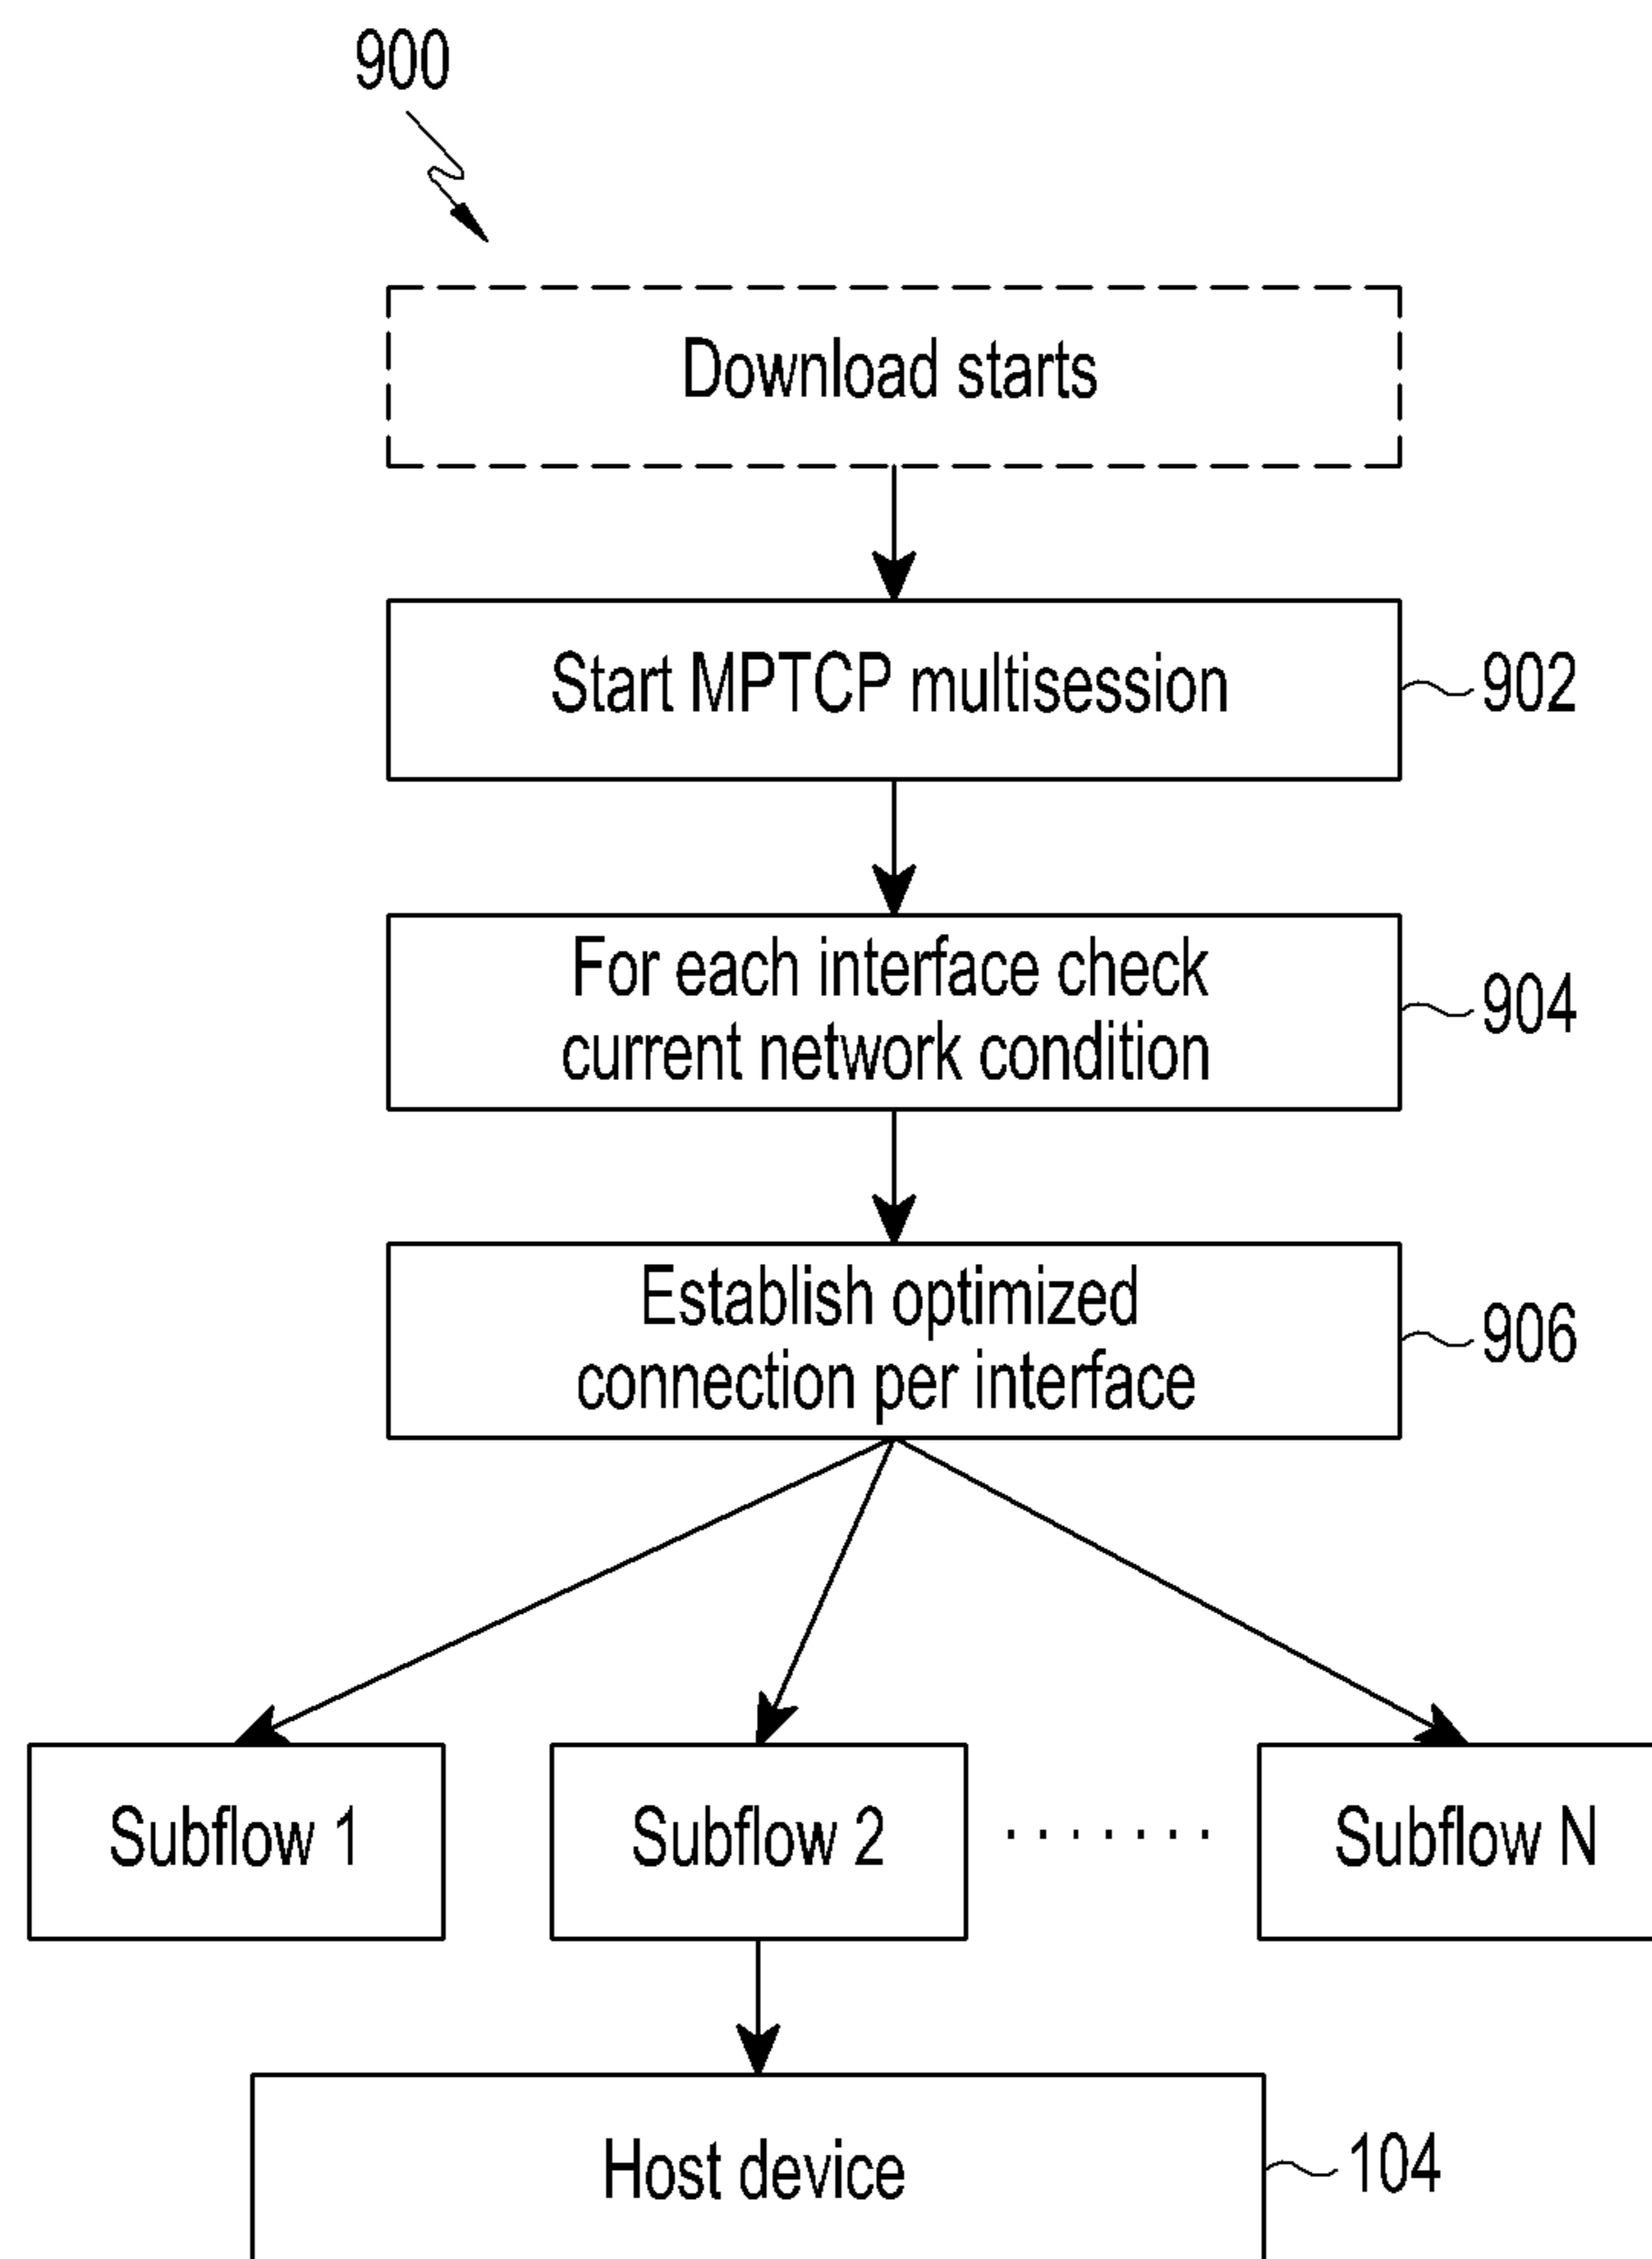 900
Download starts
Start MPTCP multisession
902
For each interface check
current network condition
904
Establish optimized
connection per interface
906
Subflow 1
Subflow 2
.......
Subflow N
Host device
104